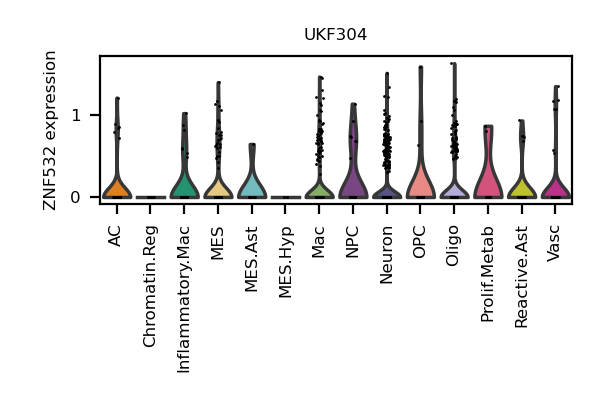 UKF304
ZNF532 expression
1
0
AC
Chromatin.Reg
Inflammatory.Mac
MES
MES.Ast
MES.Hyp
Mac
NPC
Neuron
OPC
Oligo
Prolif.Metab
Reactive.Ast
Vasc